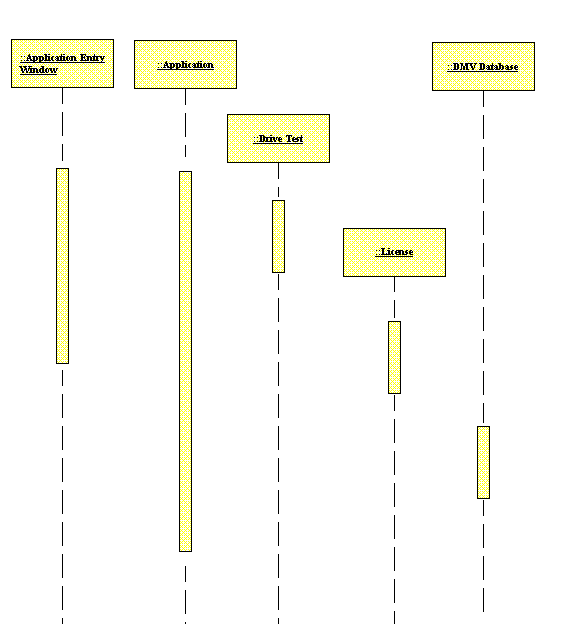 ::Application Entry
Window
::Application
::DMV Database
::Drive Test
::License